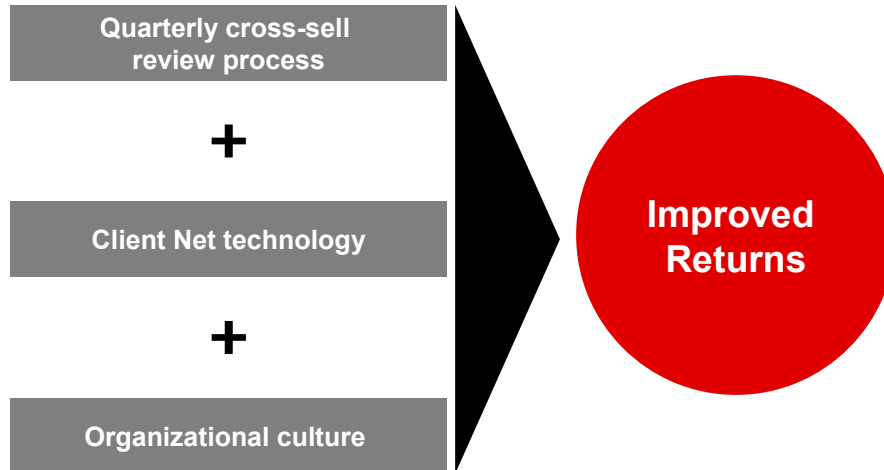 Quarterly cross-sell
review process
+
Client Net technology
+
Organizational culture
Improved
Returns